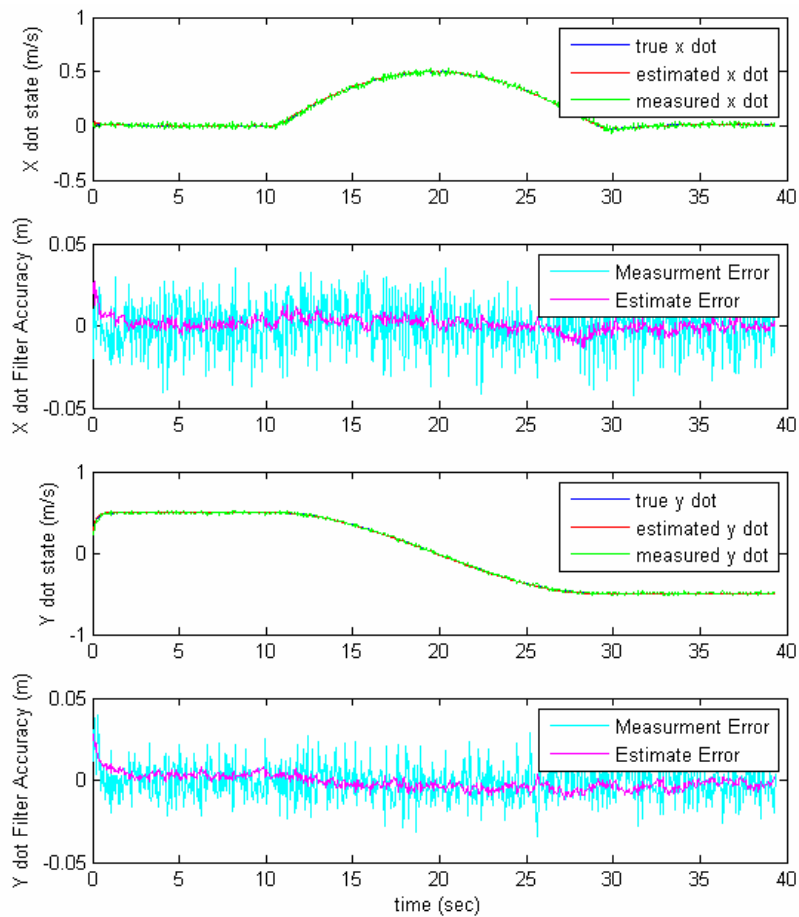 1
0.5
0
-0.5
X dot state (m/s)
true x dot
estimated x dot
measured x dot
0 5 10 15 20 25 30 35 40
0.05
0
-0.05
X dot Filter Accuracy (m)
Measurment Error
Estimate Error
0 5 10 15 20 25 30 35 40
1
0
-1
Y dot state (m/s)
true y dot
estimated y dot
measured y dot
0 5 10 15 20 25 30 35 40
0.05
0
-0.05
Y dot Filter Accuracy (m)
Measurment Error
Estimate Error
0 5 10 15 20 25 30 35 40
time (sec)